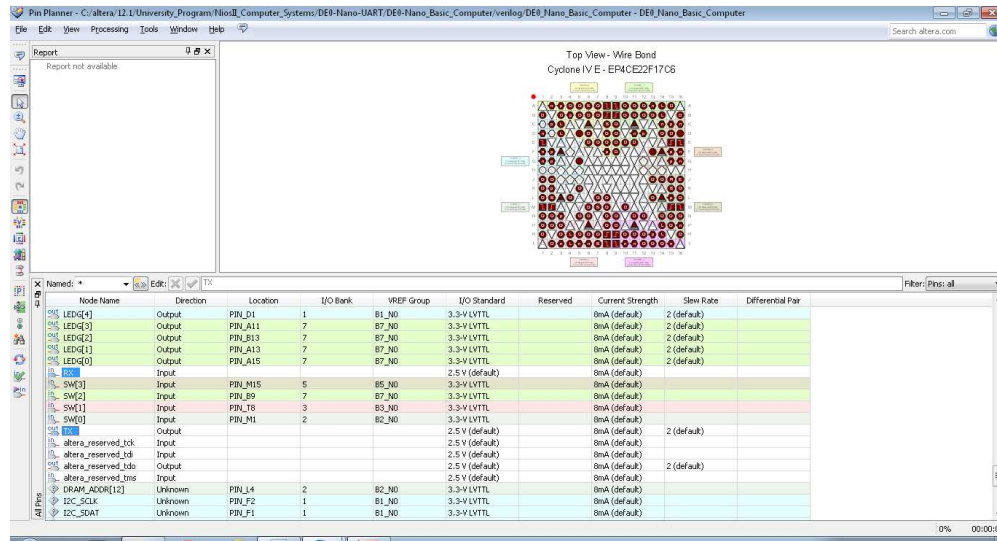 Pin Planner - C:/altera/12.1/University_Program/NiosII_Computer_Systems/DE0-Nano-UART/DE0-Nano_Basic_Computer/verilog/DE0_Nano_Basic_Computer - DE0_Nano_Basic_Computer
File Edit View Processing Tools Window Help
Search altera.com
Report
Report not available
Top View - Wire Bond
Cyclone IV E - EP4CE22F17C6
Named: * Edit: TX Filter: Pins: all
Node Name Direction Location I/O Bank VREF Group I/O Standard Reserved Current Strength Slew Rate Differential Pair
LEDG[4] Output PIN_D1 1 B1_N0 3.3-V LVTTL 8mA (default) 2 (default)
LEDG[3] Output PIN_A11 7 B7_N0 3.3-V LVTTL 8mA (default) 2 (default)
LEDG[2] Output PIN_B13 7 B7_N0 3.3-V LVTTL 8mA (default) 2 (default)
LEDG[1] Output PIN_A13 7 B7_N0 3.3-V LVTTL 8mA (default) 2 (default)
LEDG[0] Output PIN_A15 7 B7_N0 3.3-V LVTTL 8mA (default) 2 (default)
RX Input 2.5 V (default) 8mA (default)
SW[3] Input PIN_M15 5 B5_N0 3.3-V LVTTL 8mA (default)
SW[2] Input PIN_B9 7 B7_N0 3.3-V LVTTL 8mA (default)
SW[1] Input PIN_T8 3 B3_N0 3.3-V LVTTL 8mA (default)
SW[0] Input PIN_M1 2 B2_N0 3.3-V LVTTL 8mA (default)
TX Output 2.5 V (default) 8mA (default) 2 (default)
altera_reserved_tck Input 2.5 V (default) 8mA (default)
altera_reserved_tdi Input 2.5 V (default) 8mA (default)
altera_reserved_tdo Output 2.5 V (default) 8mA (default) 2 (default)
altera_reserved_tms Input 2.5 V (default) 8mA (default)
DRAM_ADDR[12] Unknown PIN_L4 2 B2_N0 3.3-V LVTTL 8mA (default)
I2C_SCLK Unknown PIN_F2 1 B1_N0 3.3-V LVTTL 8mA (default)
I2C_SDAT Unknown PIN_F1 1 B1_N0 3.3-V LVTTL 8mA (default)
All Pins
0% 00:00:0